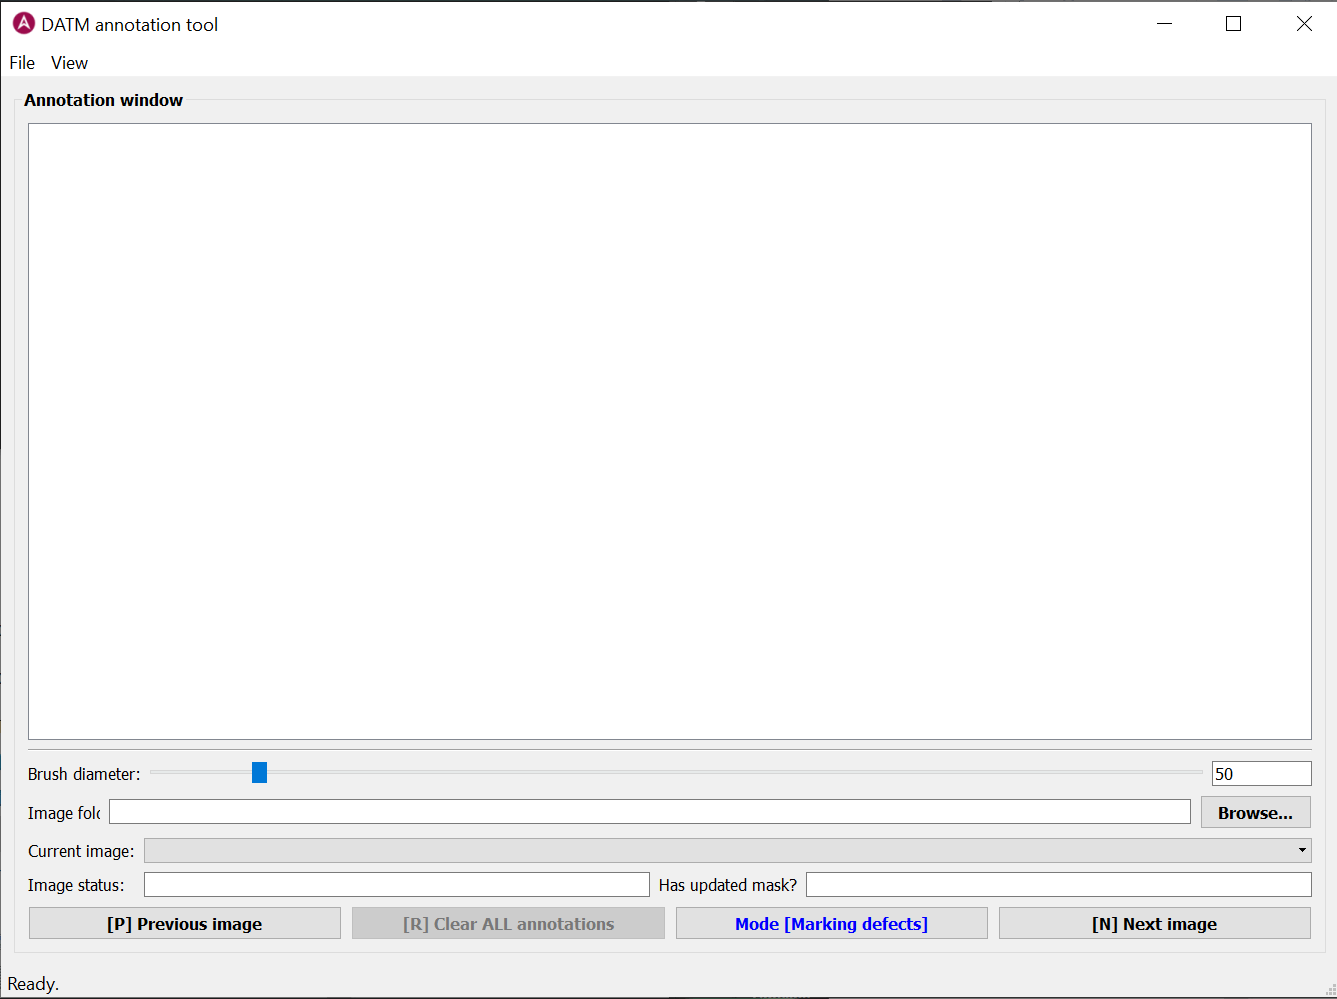 DATM annotation tool
File View
Annotation window
Brush diameter: 50
Image fold Browse...
Current image:
Image status: Has updated mask?
[P] Previous image [R] Clear ALL annotations Mode [Marking defects] [N] Next image
Ready.